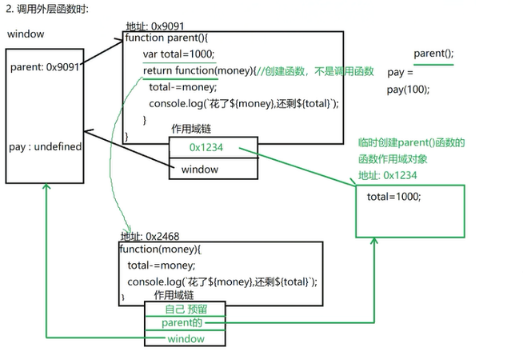 2. 调用外层函数时:
window
地址: 0x9091
function parent(){
var total=1000;
return function(money){//创建函数，不是调用函数
total-=money;
console.log(`花了${money},还剩${total}`);
}
}
parent: 0x9091
pay : undefined
作用域链
0x1234
window
parent();
pay =
pay(100);
临时创建parent()函数的
函数作用域对象
地址: 0x1234
total=1000;
地址: 0x2468
function(money){
total-=money;
console.log(`花了${money},还剩${total}`);
}
作用域链
自己 预留
parent的
window